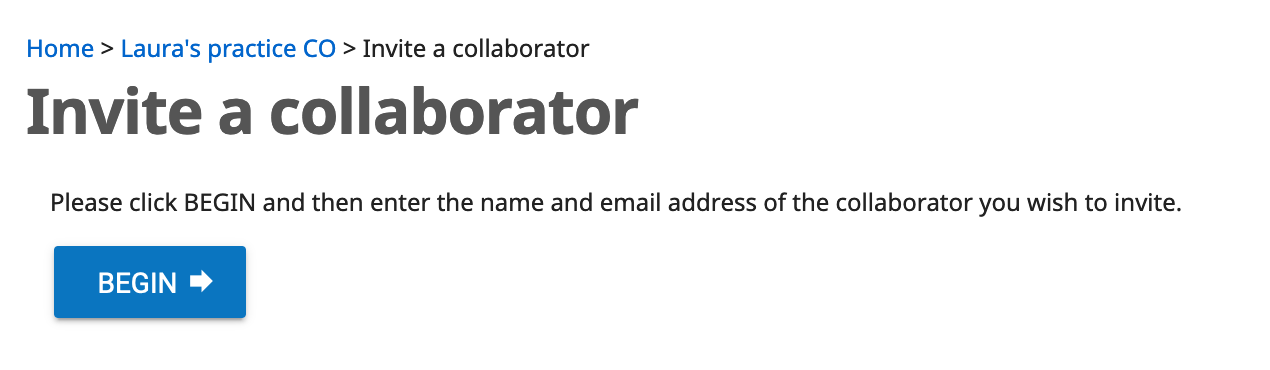 Home > Laura's practice CO > Invite a collaborator
Invite a collaborator
Please click BEGIN and then enter the name and email address of the collaborator you wish to invite.
BEGIN